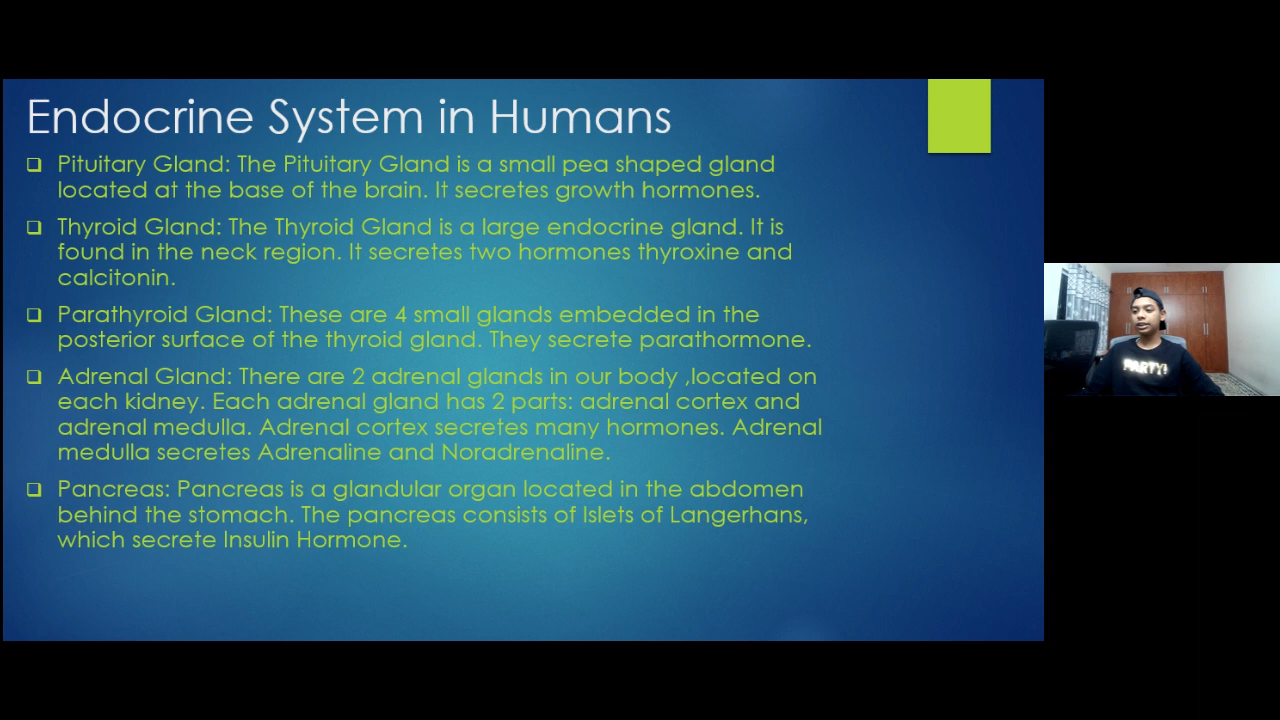 Endocrine System in Humans
Pituitary Gland: The Pituitary Gland is a small pea shaped gland
located at the base of the brain. It secretes growth hormones.
Thyroid Gland: The Thyroid Gland is a large endocrine gland. It is
found in the neck region. It secretes two hormones thyroxine and
calcitonin.
Parathyroid Gland: These are 4 small glands embedded in the
posterior surface of the thyroid gland. They secrete parathormone.
Adrenal Gland: There are 2 adrenal glands in our body ,located on
each kidney. Each adrenal gland has 2 parts: adrenal cortex and
adrenal medulla. Adrenal cortex secretes many hormones. Adrenal
medulla secretes Adrenaline and Noradrenaline.
Pancreas: Pancreas is a glandular organ located in the abdomen
behind the stomach. The pancreas consists of Islets of Langerhans,
which secrete Insulin Hormone.
PARTY!